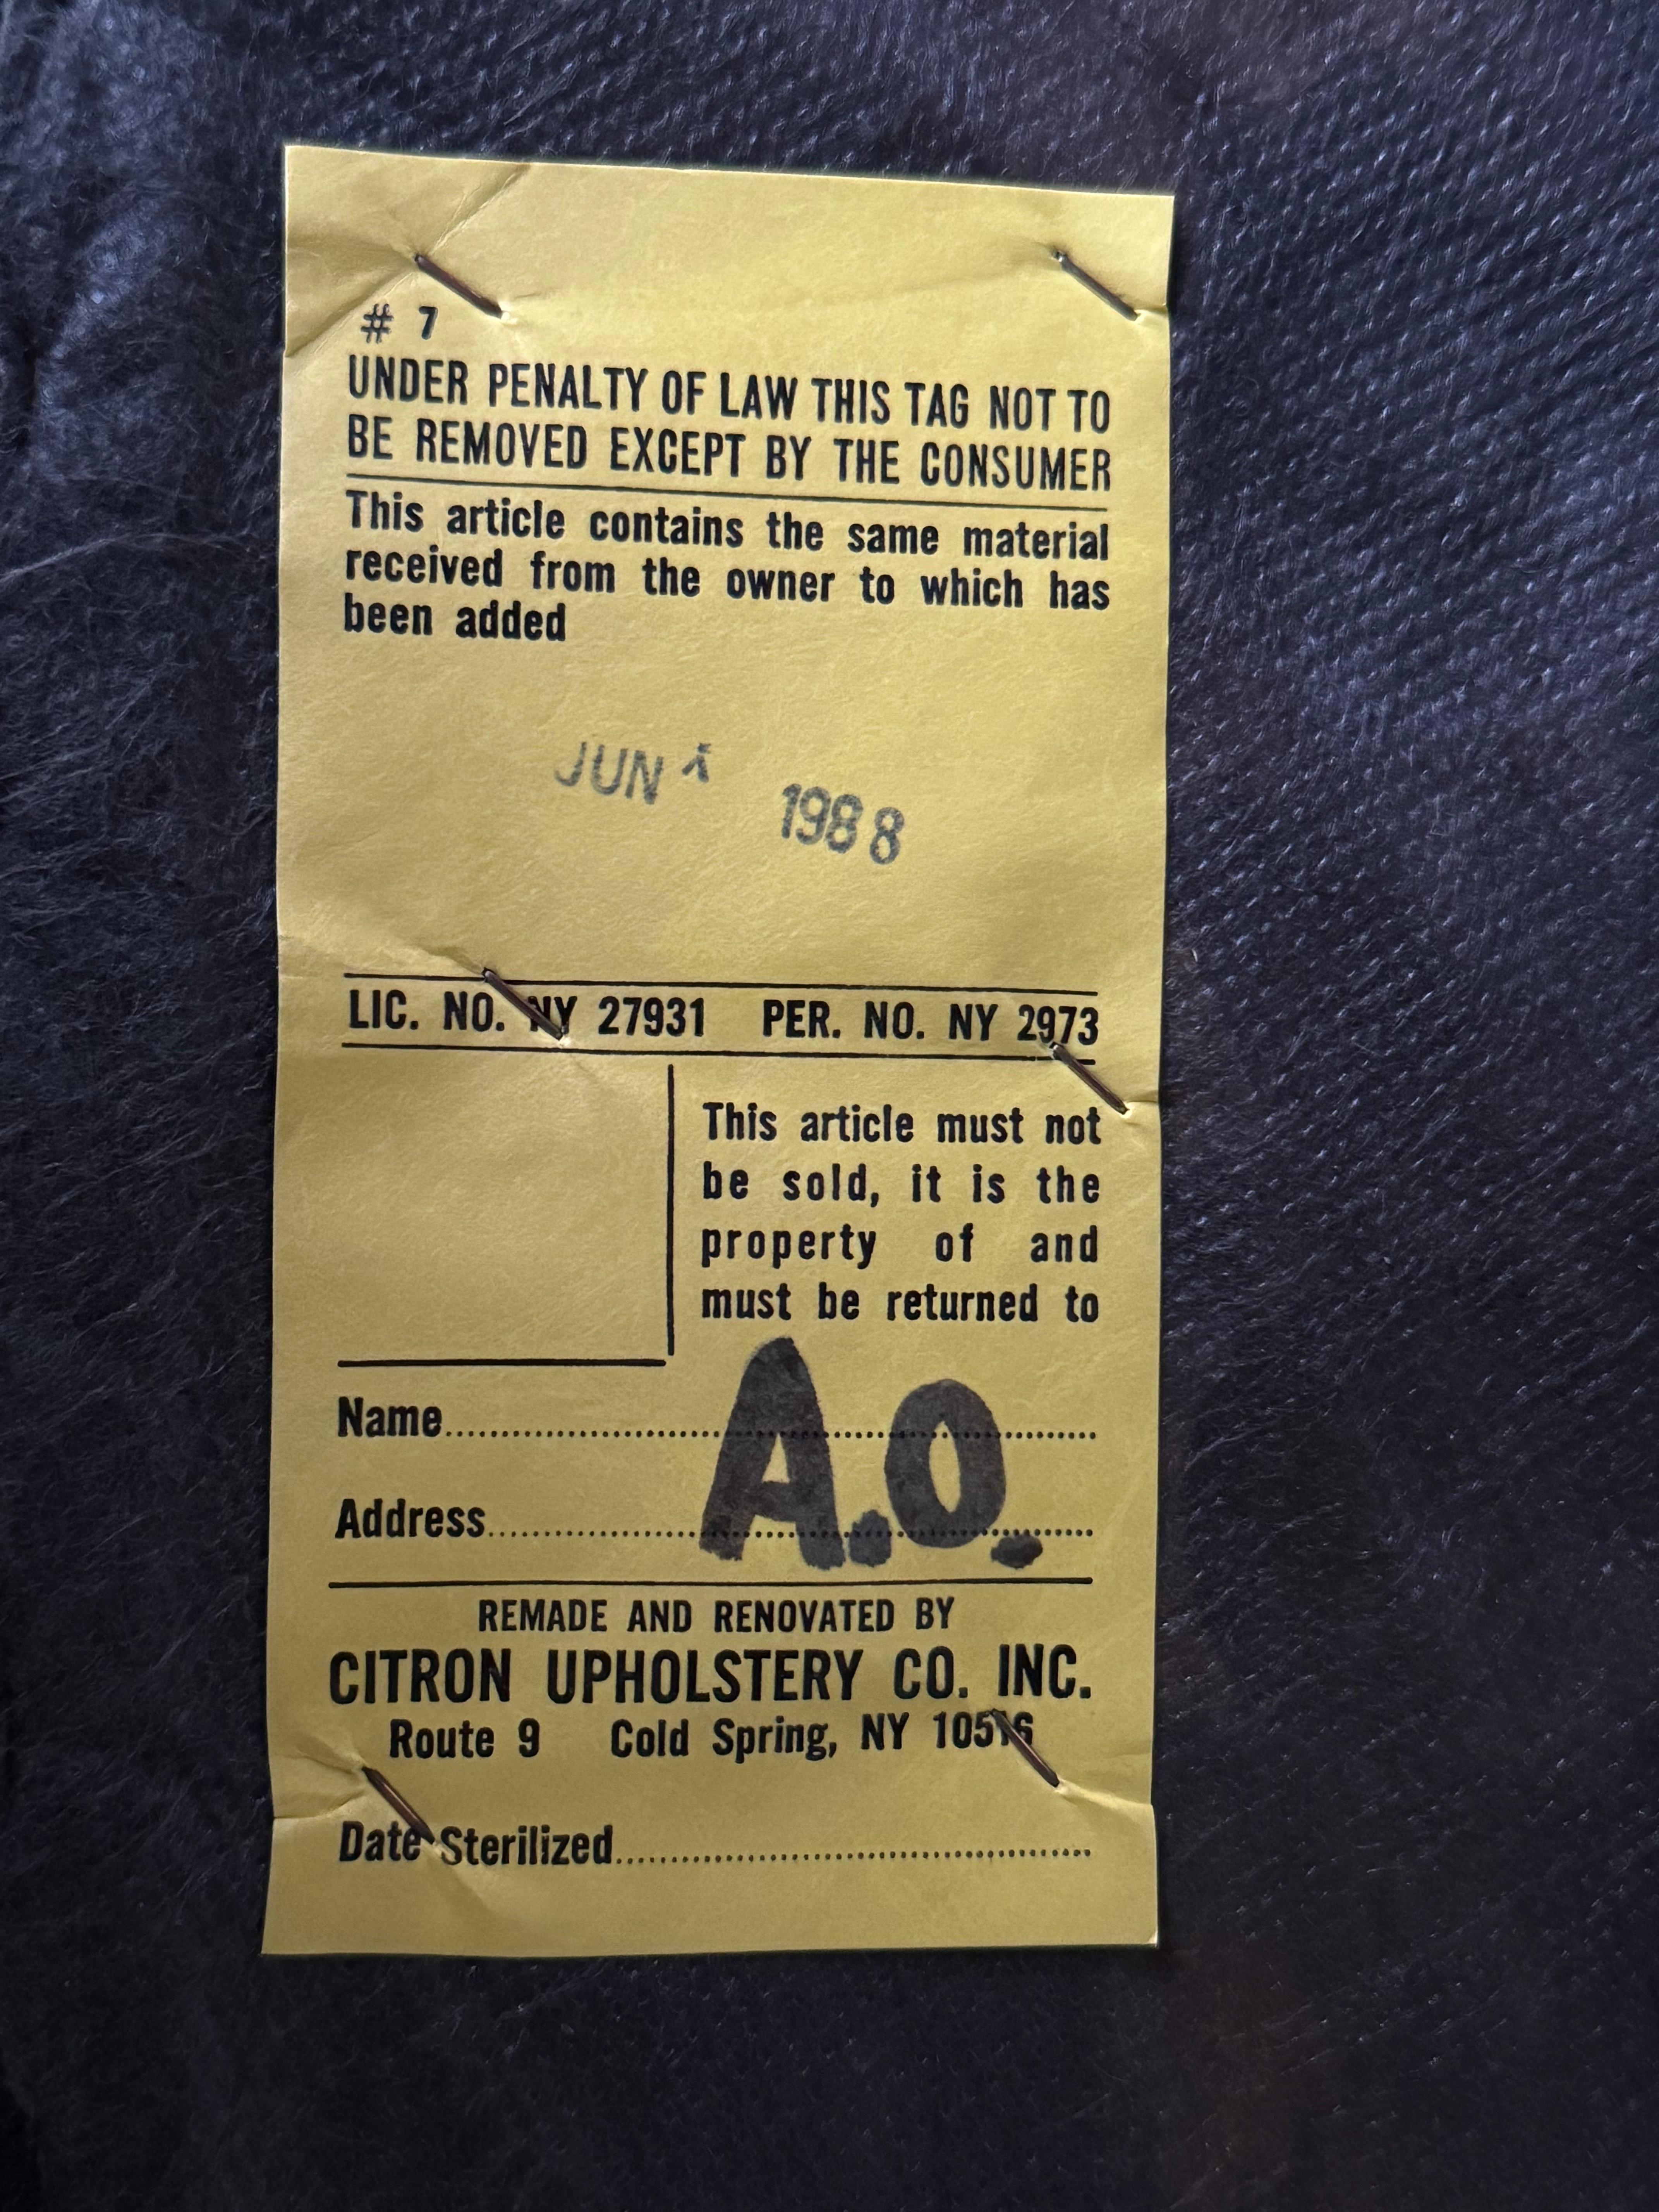 # 7
UNDER PENALTY OF LAW THIS TAG NOT TO
BE REMOVED EXCEPT BY THE CONSUMER
This article contains the same material
received from the owner to which has
been added
JUN 1988
LIC. NO. NY 27931 PER. NO. NY 2973
This article must not
be sold, it is the
property of and
must be returned to
A.O.
Name
Address
REMADE AND RENOVATED BY
CITRON UPHOLSTERY CO. INC.
Route 9 Cold Spring, NY 10516
Date Sterilized